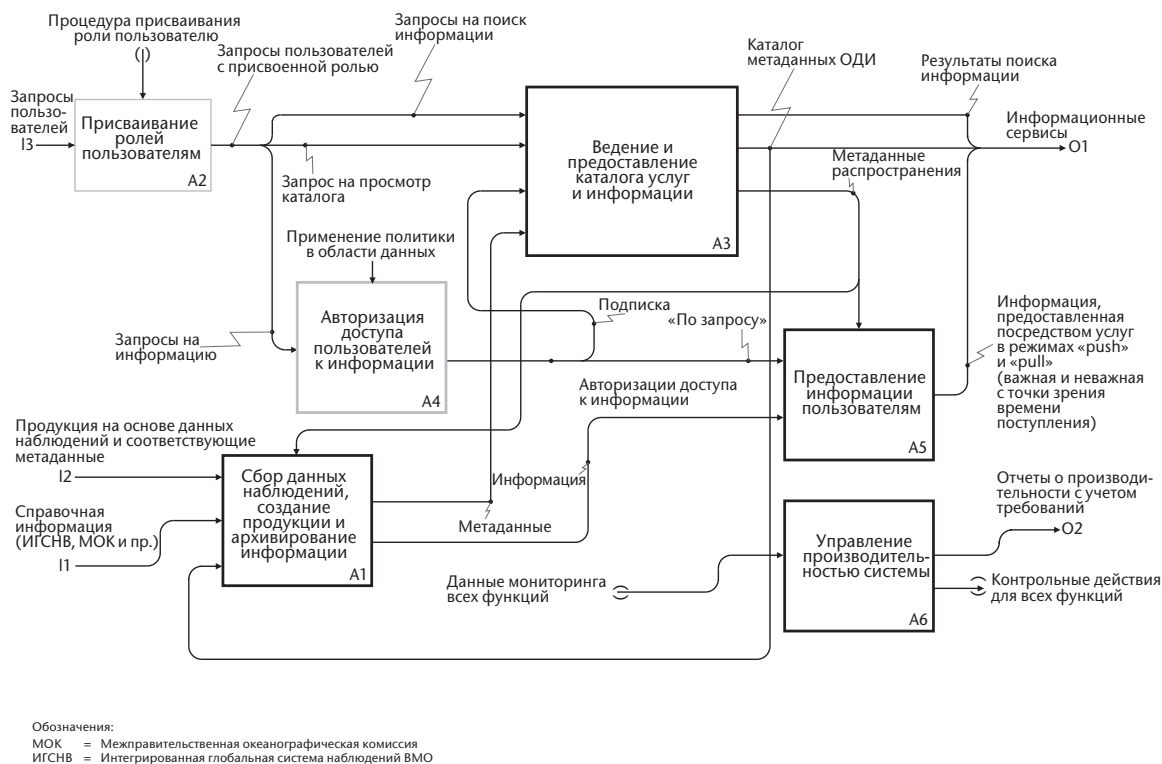 Процедура присваивания
роли пользователю
()
Запросы пользователей
с присвоенной ролью
Запросы на поиск
информации
Каталог
метаданных ОДИ
Результаты поиска
информации
Запросы
пользо-
вателей
I3
Присваивание
ролей
пользователям
A2
Ведение и
предоставление
каталога услуг
и информации
A3
Информационные
сервисы
O1
Метаданные
распространения
Запрос на просмотр
каталога
Применение политики
в области данных
Авторизация
доступа
пользователей
к информации
A4
Запросы на
информацию
Подписка
«По запросу»
Информация,
предоставленная
посредством услуг
в режимах «push»
и «pull»
(важная и неважная
с точки зрения
времени
поступления)
Предоставление
информации
пользователям
A5
Авторизации доступа
к информации
Продукция на основе данных
наблюдений и соответствующие
метаданные
I2
Справочная
информация
(ИГСНВ, МОК и пр.)
I1
Сбор данных
наблюдений,
создание
продукции и
архивирование
информации
A1
Информация
Метаданные
Данные мониторинга
всех функций
Управление
производитель-
ностью системы
A6
Отчеты о производи-
тельности с учетом
требований
O2
Контрольные действия
для всех функций
Обозначения:
МОК = Межправительственная океанографическая комиссия
ИГСНВ = Интегрированная глобальная система наблюдений ВМО